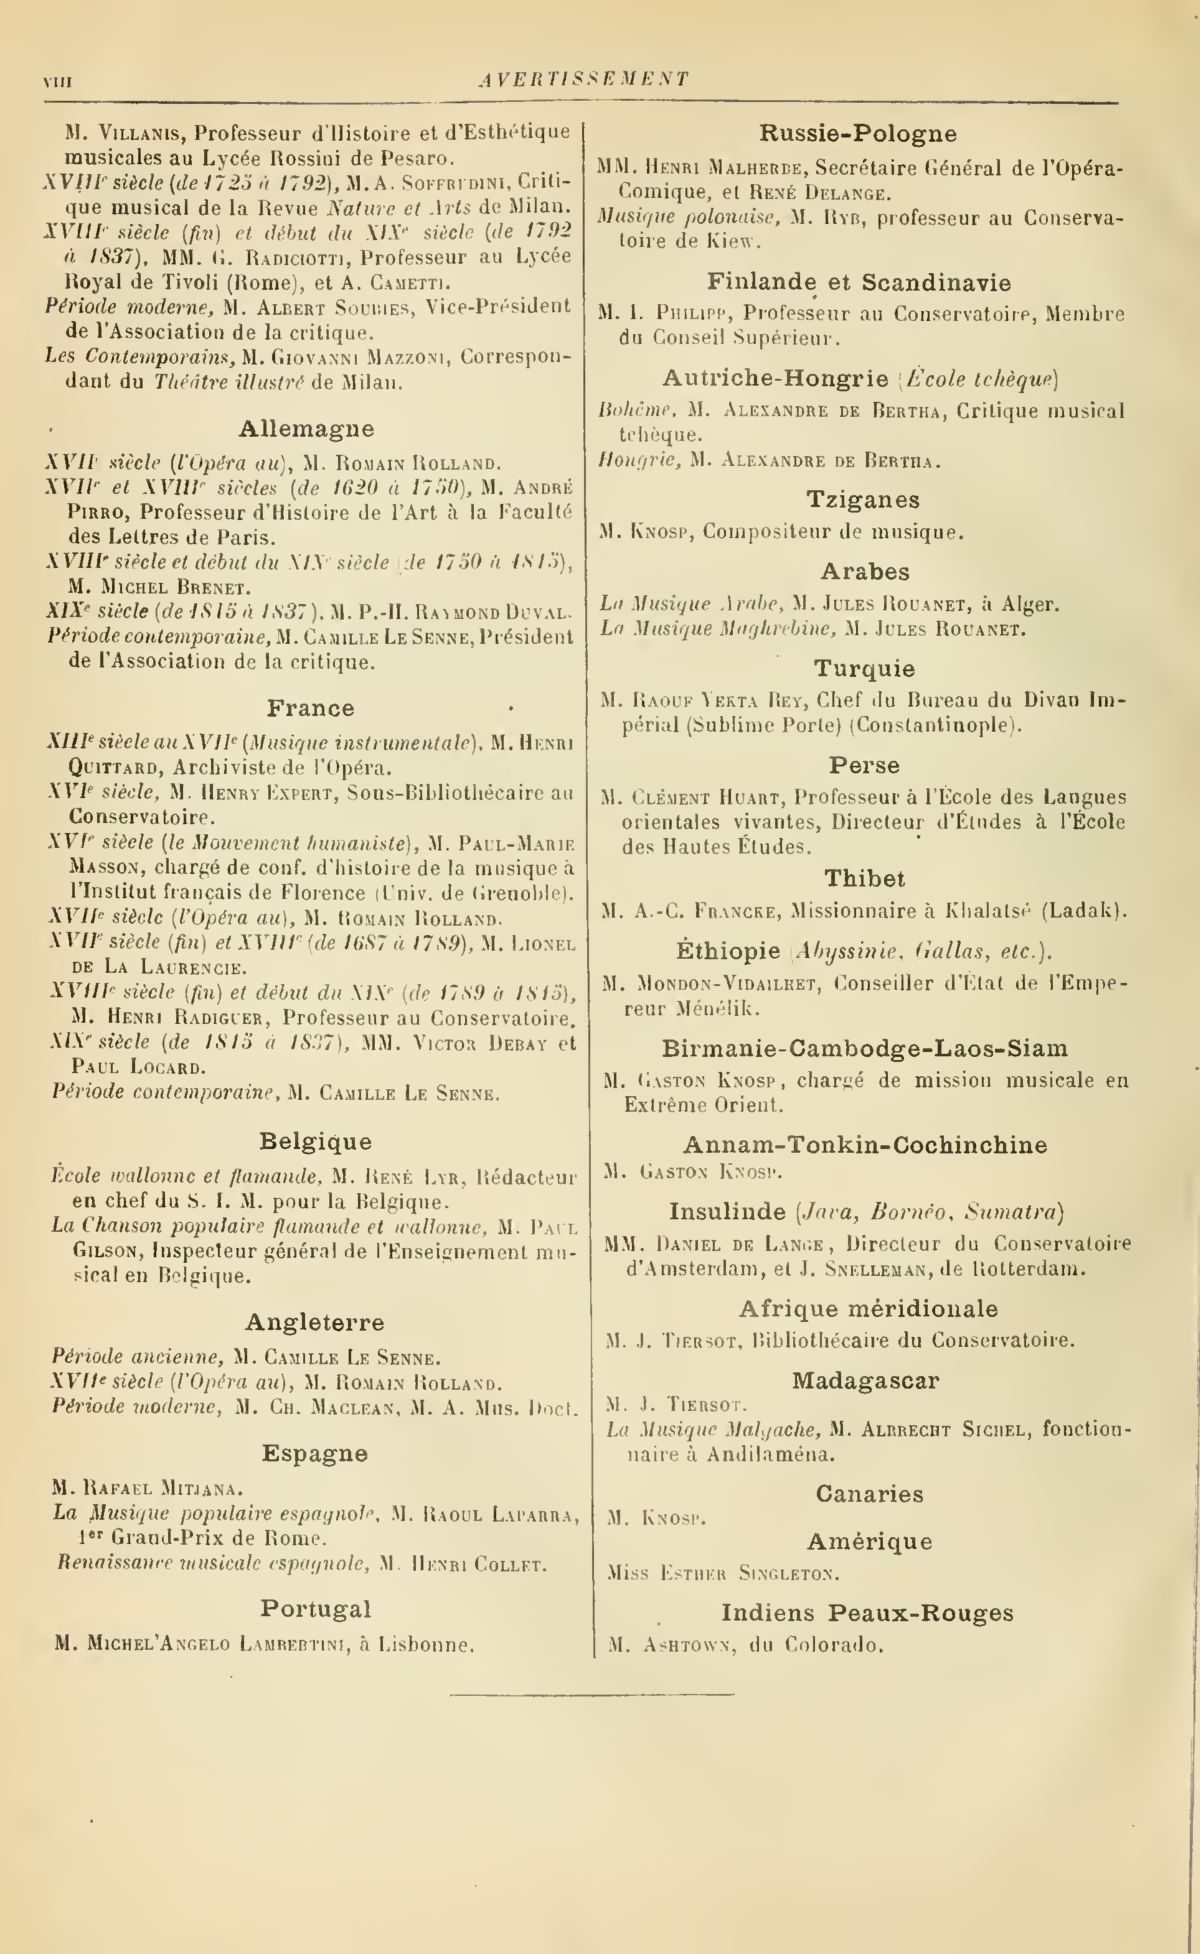 VIII
AVERTISSEMENT
M. VILLANIS, Professeur d'Histoire et d'Esthétique
musicales au Lycée Rossini de Pesaro.
XVIIIe siècle (de 1725 à 1792), M. A. SOFFREDINI, Criti-
que musical de la Revue Nature et Arts de Milan.
XVIIIe siècle (fin) et début du XIXe siècle (de 1792
à 1837), MM. G. RADICIOTTI, Professeur au Lycée
Royal de Tivoli (Rome), et A. CAMETTI.
Période moderne, M. ALBERT SOUBIES, Vice-Président
de l'Association de la critique.
Les Contemporains, M. GIOVANNI MAZZONI, Correspon-
dant du Théâtre illustré de Milan.
Allemagne
XVIIe siècle (l'Opéra au), M. ROMAIN ROLLAND.
XVIIe et XVIIIe siècles (de 1620 à 1750), M. ANDRÉ
PIRRO, Professeur d'Histoire de l'Art à la Faculté
des Lettres de Paris.
XVIIIe siècle et début du XIXe siècle (de 1750 à 1815),
M. MICHEL BRENET.
XIXe siècle (de 1815 à 1837), M. P.-H. RAYMOND DUVAL.
Période contemporaine, M. CAMILLE LE SENNE, Président
de l'Association de la critique.
France
XIIIe siècle au XVIIe (Musique instrumentale), M. HENRI
QUITTARD, Archiviste de l'Opéra.
XVIe siècle, M. HENRY EXPERT, Sous-Bibliothécaire au
Conservatoire.
XVIe siècle (le Mouvement humaniste), M. PAUL-MARIE
MASSON, chargé de conf. d'histoire de la musique à
l'Institut français de Florence (Univ. de Grenoble).
XVIIe siècle (l'Opéra au), M. ROMAIN ROLLAND.
XVIIe siècle (fin) et XVIIIe (de 1687 à 1789), M. LIONEL
DE LA LAURENCIE.
XVIIIe siècle (fin) et début du XIXe (de 1789 à 1815),
M. HENRI RADIGUER, Professeur au Conservatoire.
XIXe siècle (de 1815 à 1837), MM. VICTOR DEBAY et
PAUL LOCARD.
Période contemporaine, M. CAMILLE LE SENNE.
Belgique
École wallonne et flamande, M. RENÉ LYR, Rédacteur
en chef du S. I. M. pour la Belgique.
La Chanson populaire flamande et wallonne, M. PAUL
GILSON, Inspecteur général de l'Enseignement mu-
sical en Belgique.
Angleterre
Période ancienne, M. CAMILLE LE SENNE.
XVIIe siècle (l'Opéra au), M. ROMAIN ROLLAND.
Période moderne, M. CH. MACLEAN, M. A. Mus. Doct.
Espagne
M. RAFAEL MITJANA.
La Musique populaire espagnole, M. RAOUL LAPARRA,
1er Grand-Prix de Rome.
Renaissance musicale espagnole, M. HENRI COLLET.
Portugal
M. MICHEL'ANGELO LAMBERTINI, à Lisbonne.
Russie-Pologne
MM. HENRI MALHERBE, Secrétaire Général de l'Opéra-
Comique, et RENÉ DELANGE.
Musique polonaise, M. RYB, professeur au Conserva-
toire de Kiew.
Finlande et Scandinavie
M. I. PHILIPP, Professeur au Conservatoire, Membre
du Conseil Supérieur.
Autriche-Hongrie (École tchèque)
Bohême, M. ALEXANDRE DE BERTHA, Critique musical
tchèque.
Hongrie, M. ALEXANDRE DE BERTHA.
Tziganes
M. KNOSP, Compositeur de musique.
Arabes
La Musique Arabe, M. JULES ROUANET, à Alger.
La Musique Maghrebine, M. JULES ROUANET.
Turquie
M. RAOUF YEKTA BEY, Chef du Bureau du Divan Im-
périal (Sublime Porte) (Constantinople).
Perse
M. CLÉMENT HUART, Professeur à l'École des Langues
orientales vivantes, Directeur d'Études à l'École
des Hautes Études.
Thibet
M. A.-C. FRANCKE, Missionnaire à Khalatsé (Ladak).
Éthiopie (Abyssinie, Gallas, etc.).
M. MONDON-VIDAILHET, Conseiller d'État de l'Empe-
reur Ménélik.
Birmanie-Cambodge-Laos-Siam
M. GASTON KNOSP, chargé de mission musicale en
Extrême Orient.
Annam-Tonkin-Cochinchine
M. GASTON KNOSP.
Insulinde (Java, Bornéo, Sumatra)
MM. DANIEL DE LANGE, Directeur du Conservatoire
d'Amsterdam, et J. SNELLEMAN, de Rotterdam.
Afrique méridionale
M. J. TIERSOT, Bibliothécaire du Conservatoire.
Madagascar
M. J. TIERSOT.
La Musique Malgache, M. ALBRECHT SICHEL, fonction-
naire à Andilaména.
Canaries
M. KNOSP.
Amérique
Miss ESTHER SINGLETON.
Indiens Peaux-Rouges
M. ASHTOWN, du Colorado.